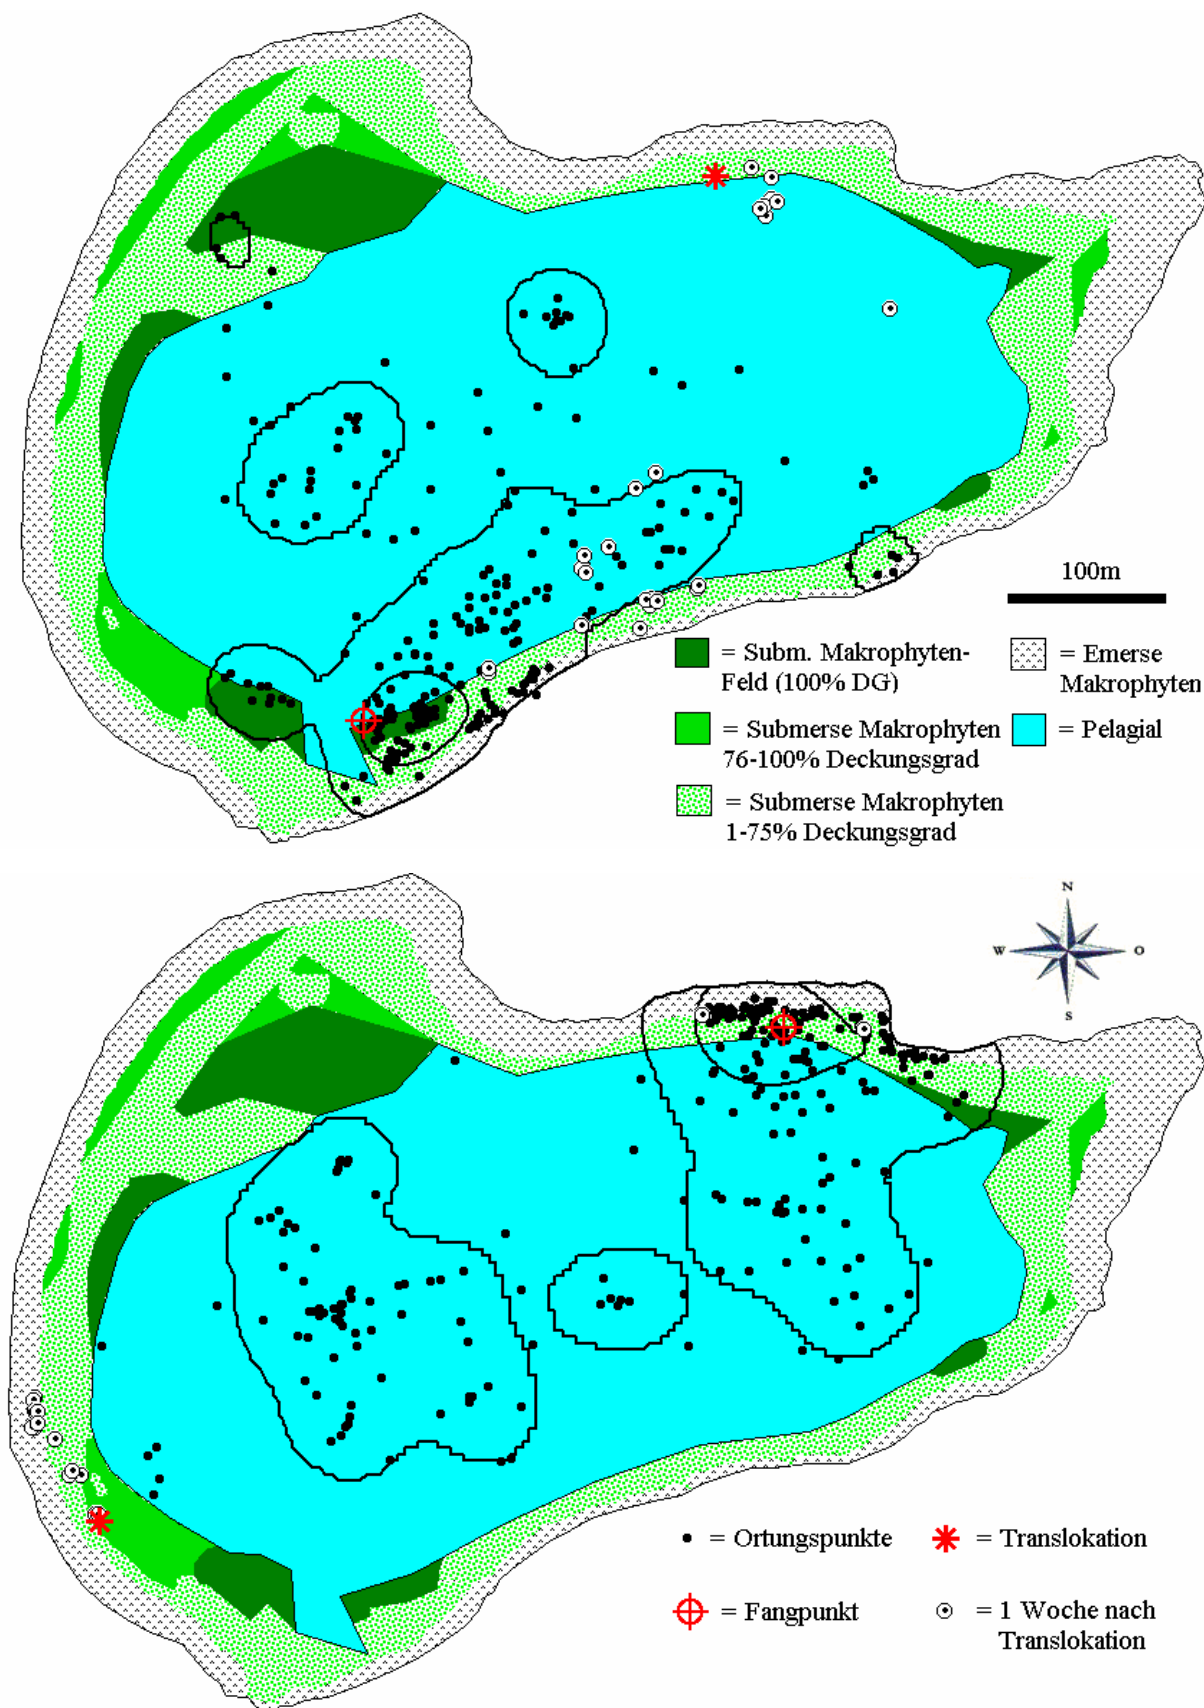 100m
= Subm. Makrophyten-
Feld (100% DG)
= Emerse
Makrophyten
= Submerse Makrophyten
76-100% Deckungsgrad
= Pelagial
= Submerse Makrophyten
1-75% Deckungsgrad
N
W
O
S
= Ortungspunkte
= Translokation
= Fangpunkt
= 1 Woche nach
Translokation